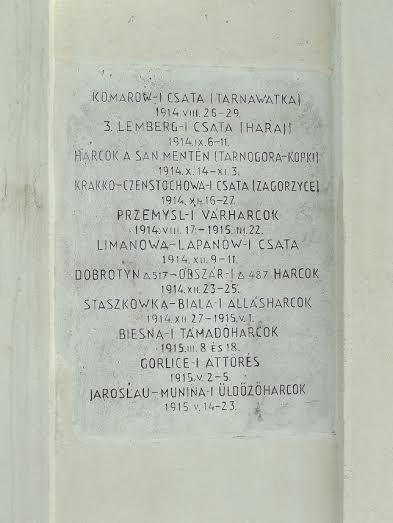 KOMARÓW-I CSATA (TARNAWATKA)
1914.VIII.26-29.
3. LEMBERG-I CSATA (HARAJ)
1914.IX.6-11.
HARCOK A SAN MENTÉN (TARNOGORA-KOPKI)
1914.X.14-XI.3.
KRAKKO-CZENSTOCHOWA-I CSATA (ZAGORZYCE)
1914. 16-27.
PRZEMYSL-I VÁRHARCOK
1914.VIII.17.-1915.III.22.
LIMANOWA-LAPANOW-I CSATA
1914.XII.9-11.
DOBROTYN △517-OBSZAR-I △ 487 HARCOK
1914.XII.23-25.
STASZKOWKA-BIALA-I ÁLLÁSHARCOK
1914.XII.27-1915.V.1.
BIESNA-I TÁMADÓHARCOK
1915.III.8 ÉS 18.
GORLICE-I ÁTTÖRÉS
1915.V.2-5.
JAROSLAU-MUNINA-I ÜLDÖZŐHARCOK
1915.V.14-23.